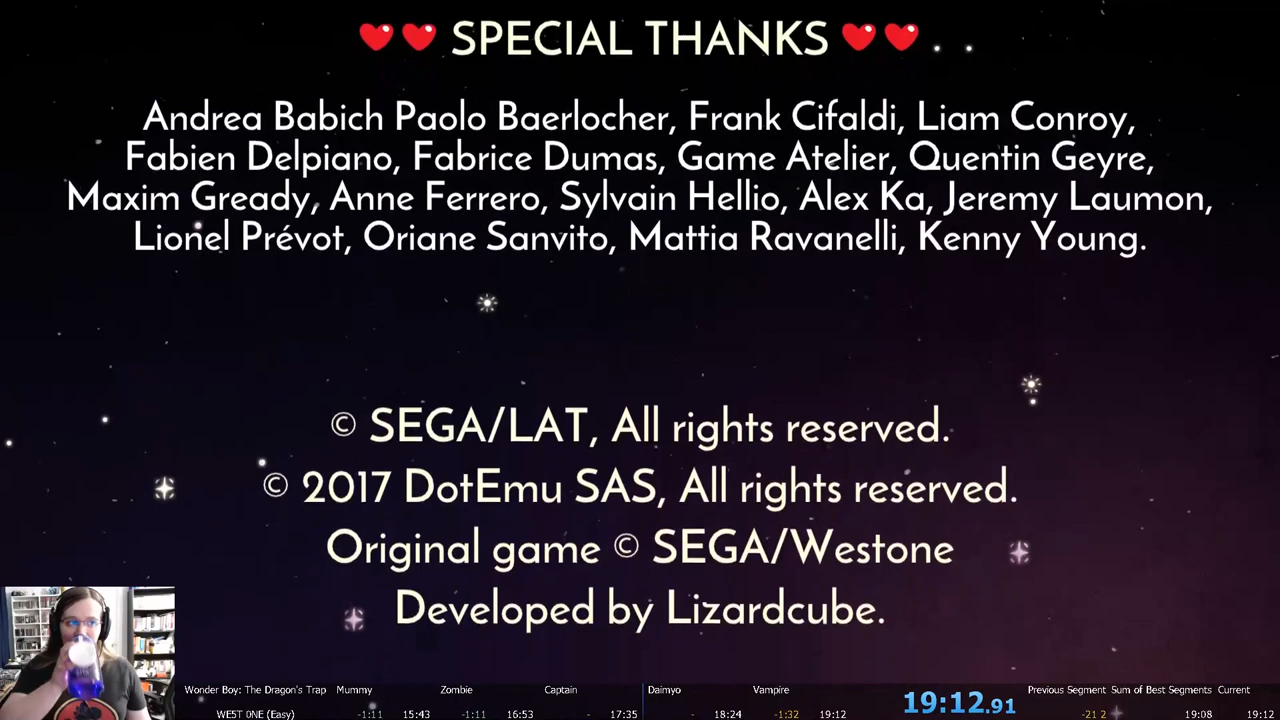 SPECIAL THANKS
Andrea Babich Paolo Baerlocher, Frank Cifaldi, Liam Conroy,
Fabien Delpiano, Fabrice Dumas, Game Atelier, Quentin Geyre,
Maxim Gready, Anne Ferrero, Sylvain Hellio, Alex Ka, Jeremy Laumon,
Lionel Prévot, Oriane Sanvito, Mattia Ravanelli, Kenny Young.
© SEGA/LAT, All rights reserved.
© 2017 DotEmu SAS, All rights reserved.
Original game © SEGA/Westone
Developed by Lizardcube.
Wonder Boy: The Dragon's Trap Mummy Zombie Captain Daimyo Vampire 19:12.91 Previous Segment Sum of Best Segments Current
WE5T 0NE (Easy) -1:11 15:43 -1:11 16:53 - 17:35 - 18:24 -1:32 19:12 -21.2 19:08 19:12